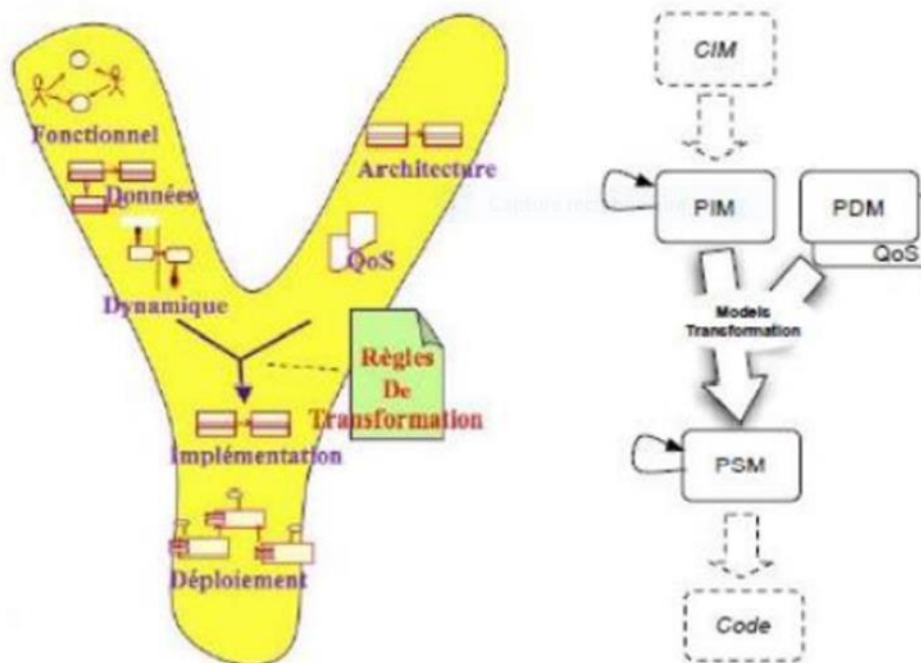 Fonctionnel
Données
Dynamique
Architecture
QoS
Règles
De
Transformation
Implémentation
Déploiement
CIM
PIM
PDM
QoS
Models
Transformation
PSM
Code